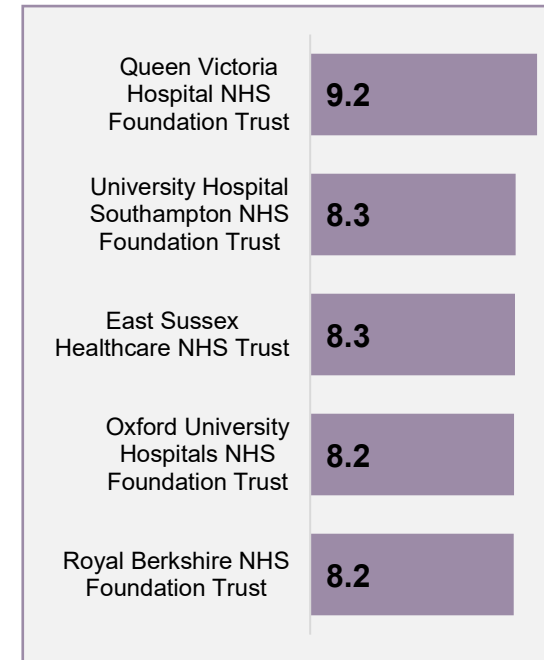 Queen Victoria
Hospital NHS
Foundation Trust
9.2
University Hospital
Southampton NHS
Foundation Trust
8.3
East Sussex
Healthcare NHS Trust
8.3
Oxford University
Hospitals NHS
Foundation Trust
8.2
Royal Berkshire NHS
Foundation Trust
8.2